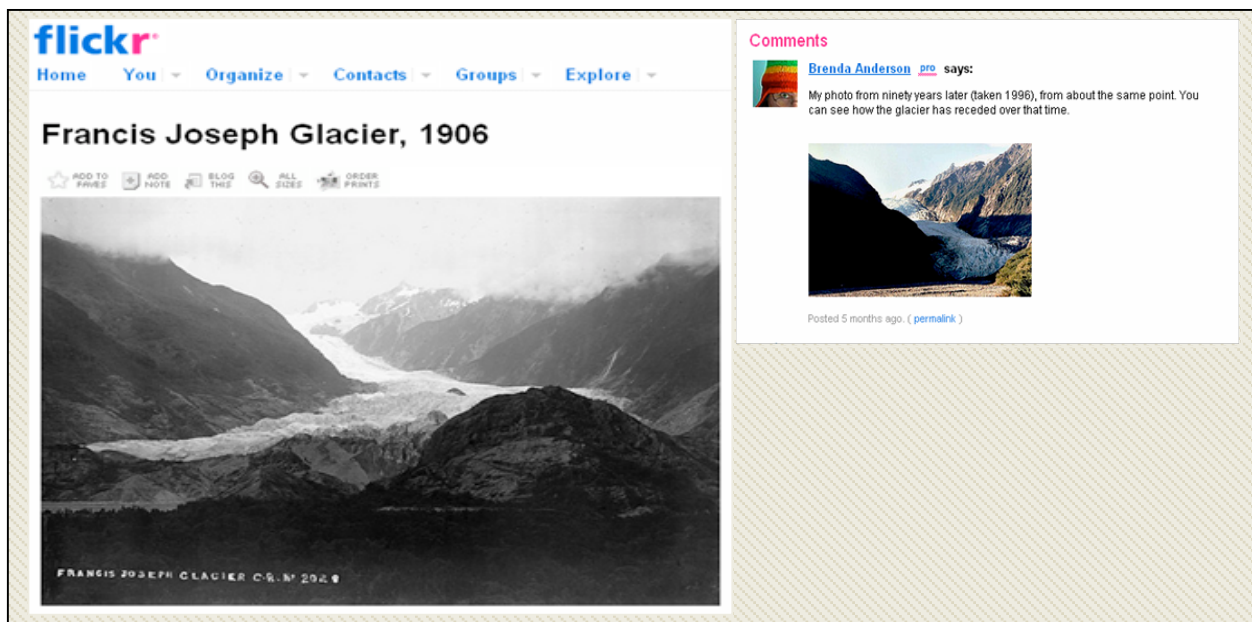 flickr
Home You Organize Contacts Groups Explore
Francis Joseph Glacier, 1906
ADD TO FAVES ADD NOTE BLOG THIS ALL SIZES ORDER PRINTS
FRANCIS JOSEPH GLACIER C.R. Nº 2029
Comments
Brenda Anderson pro says:
My photo from ninety years later (taken 1996), from about the same point. You
can see how the glacier has receded over that time.
Posted 5 months ago. ( permalink )